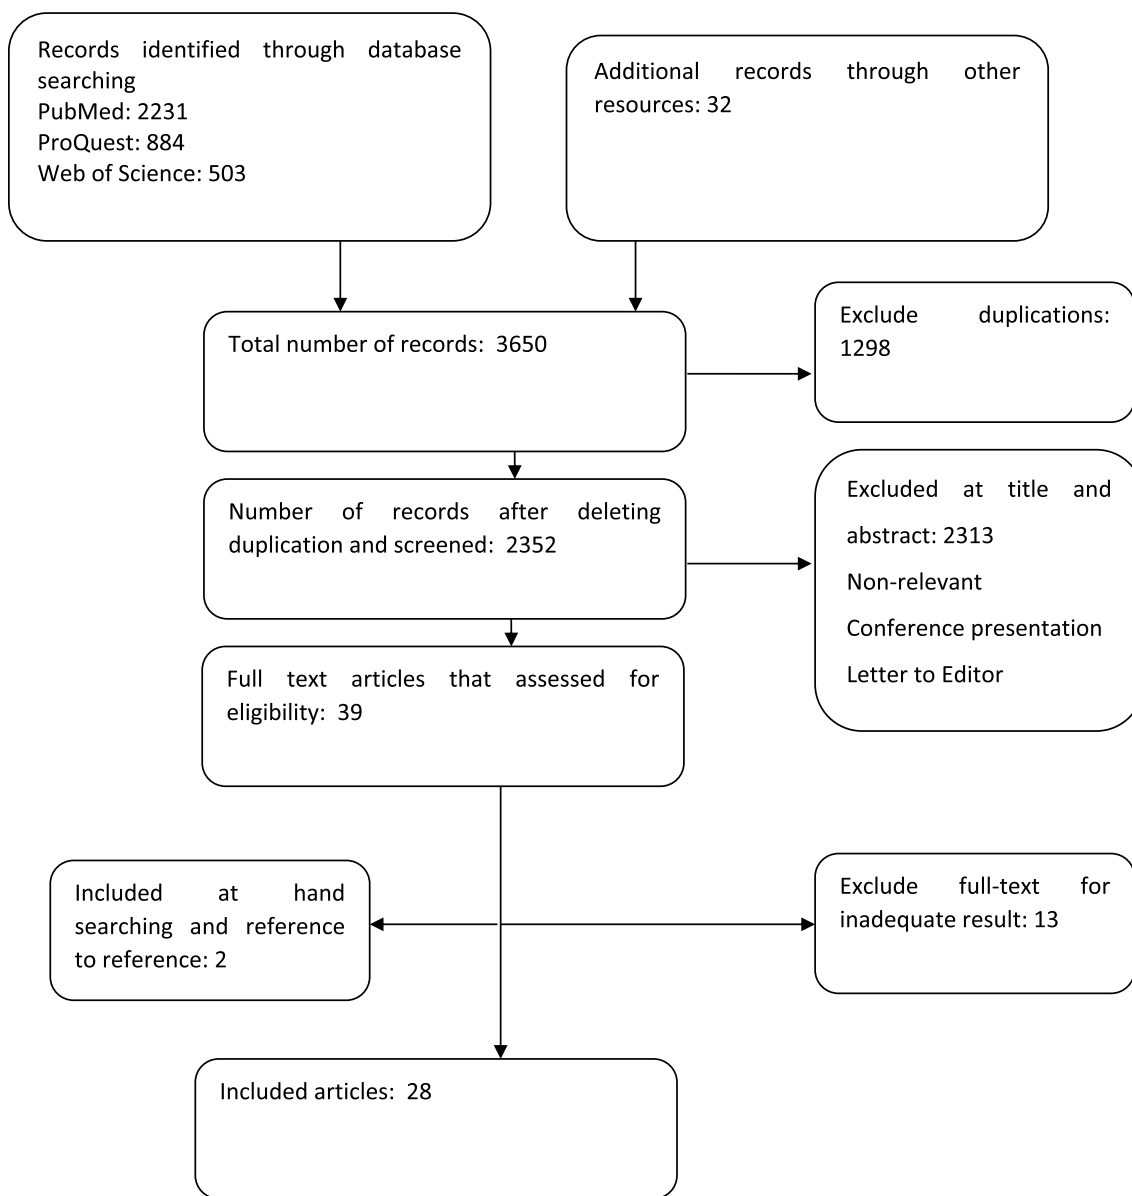 Records identified through database
searching
PubMed: 2231
ProQuest: 884
Web of Science: 503
Additional records through other
resources: 32
Total number of records: 3650
Exclude duplications:
1298
Number of records after deleting
duplication and screened: 2352
Excluded at title and
abstract: 2313
Non-relevant
Conference presentation
Letter to Editor
Full text articles that assessed for
eligibility: 39
Included at hand
searching and reference
to reference: 2
Exclude full-text for
inadequate result: 13
Included articles: 28